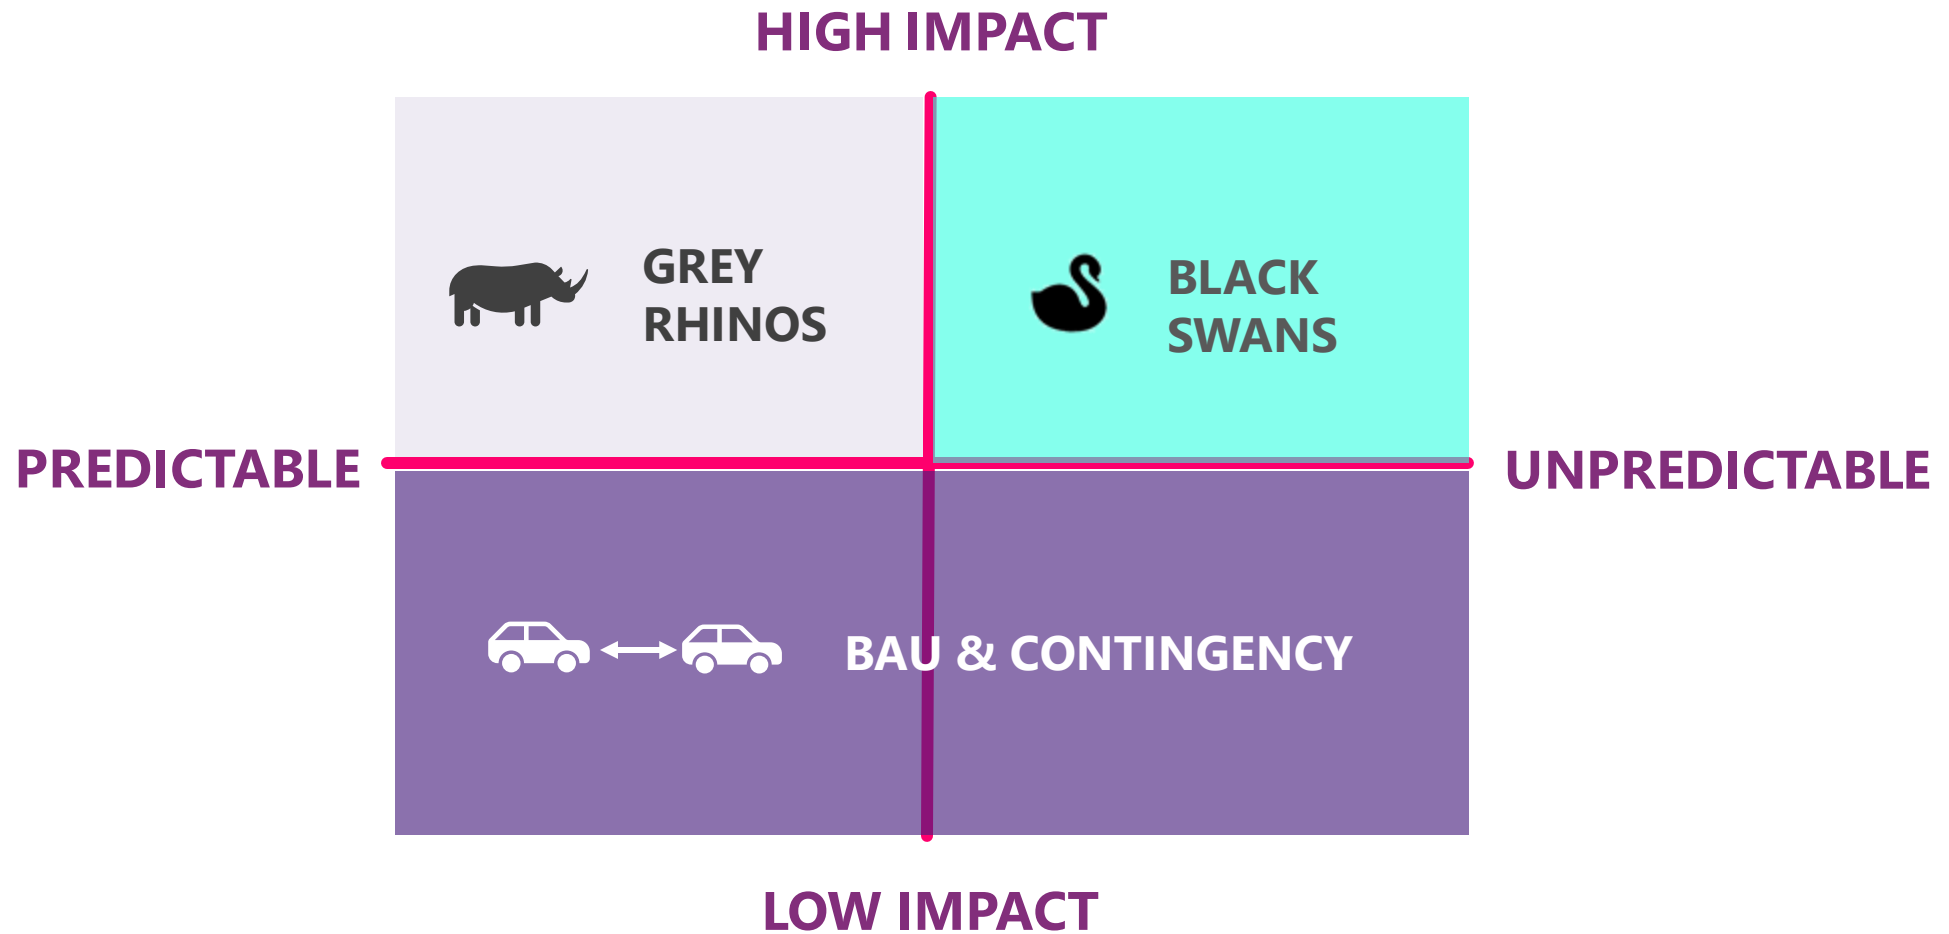 HIGH IMPACT
GREY
RHINOS
BLACK
SWANS
PREDICTABLE
UNPREDICTABLE
BAU & CONTINGENCY
LOW IMPACT